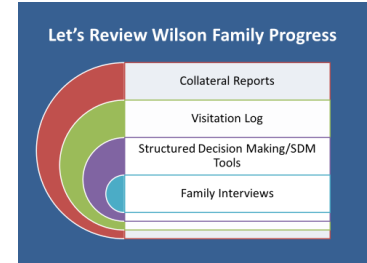 Let's Review Wilson Family Progress
Collateral Reports
Visitation Log
Structured Decision Making/SDM
Tools
Family Interviews